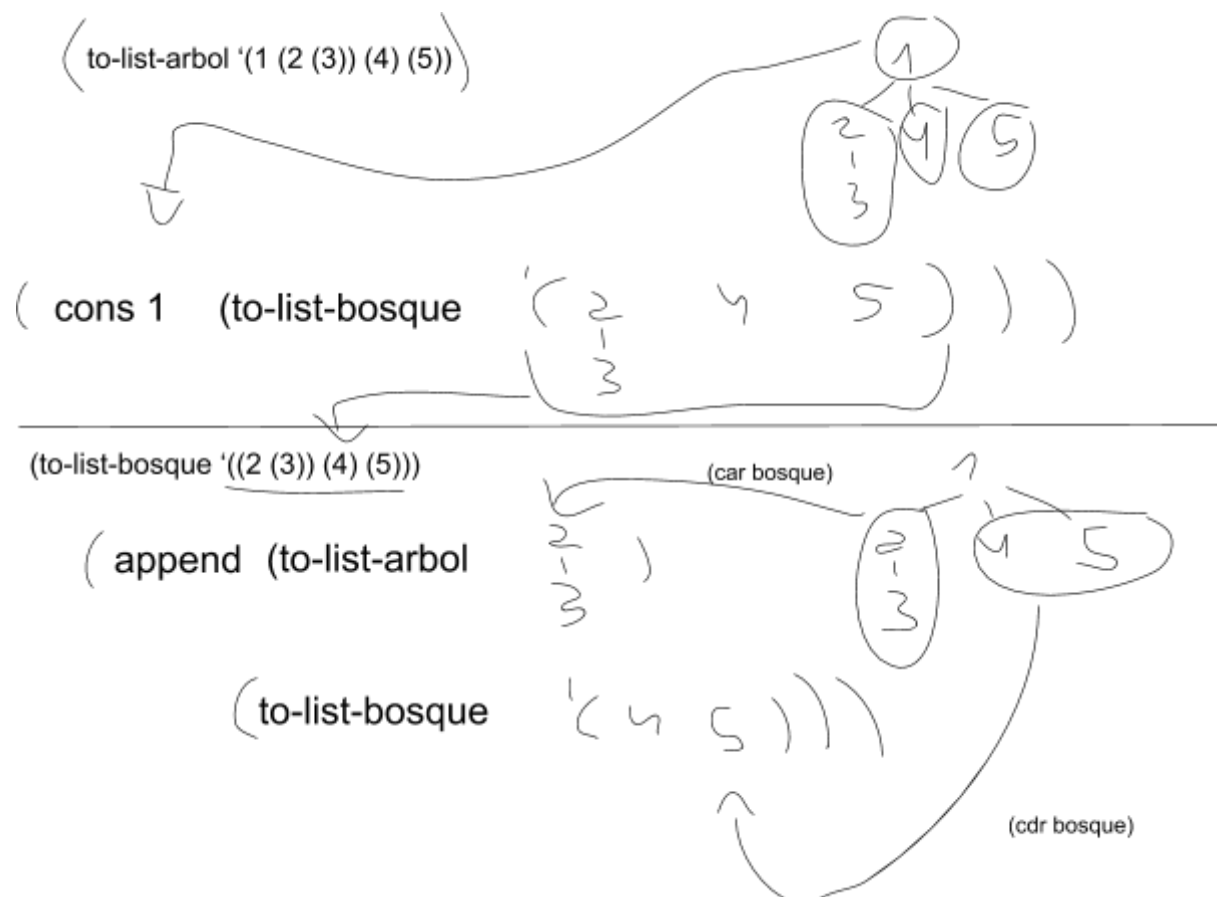 (to-list-arbol ‘(1 (2 (3)) (4) (5)))
1
2 4 5
3
( cons 1 (to-list-bosque '( 2 4 5 ) ) )
3
(to-list-bosque ‘((2 (3)) (4) (5)))
(car bosque)
1
( append (to-list-arbol 2 )
3
2 4 5
3
(to-list-bosque '( 4 5 ) ) )
(cdr bosque)